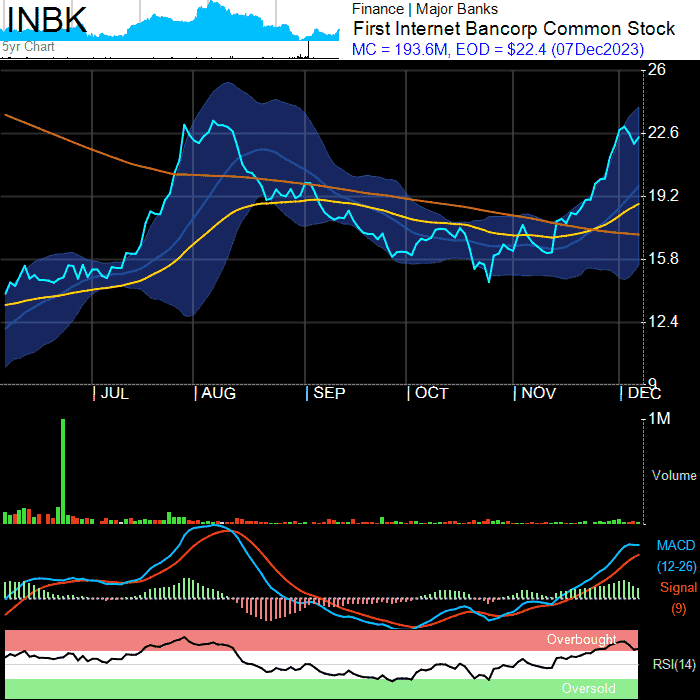 INBK
5yr Chart
Finance | Major Banks
First Internet Bancorp Common Stock
MC = 193.6M, EOD = $22.4 (07Dec2023)
26
22.6
19.2
15.8
12.4
9
| JUL | AUG | SEP | OCT | NOV | DEC
1M
Volume
MACD
(12-26)
Signal
(9)
Overbought
RSI(14)
Oversold